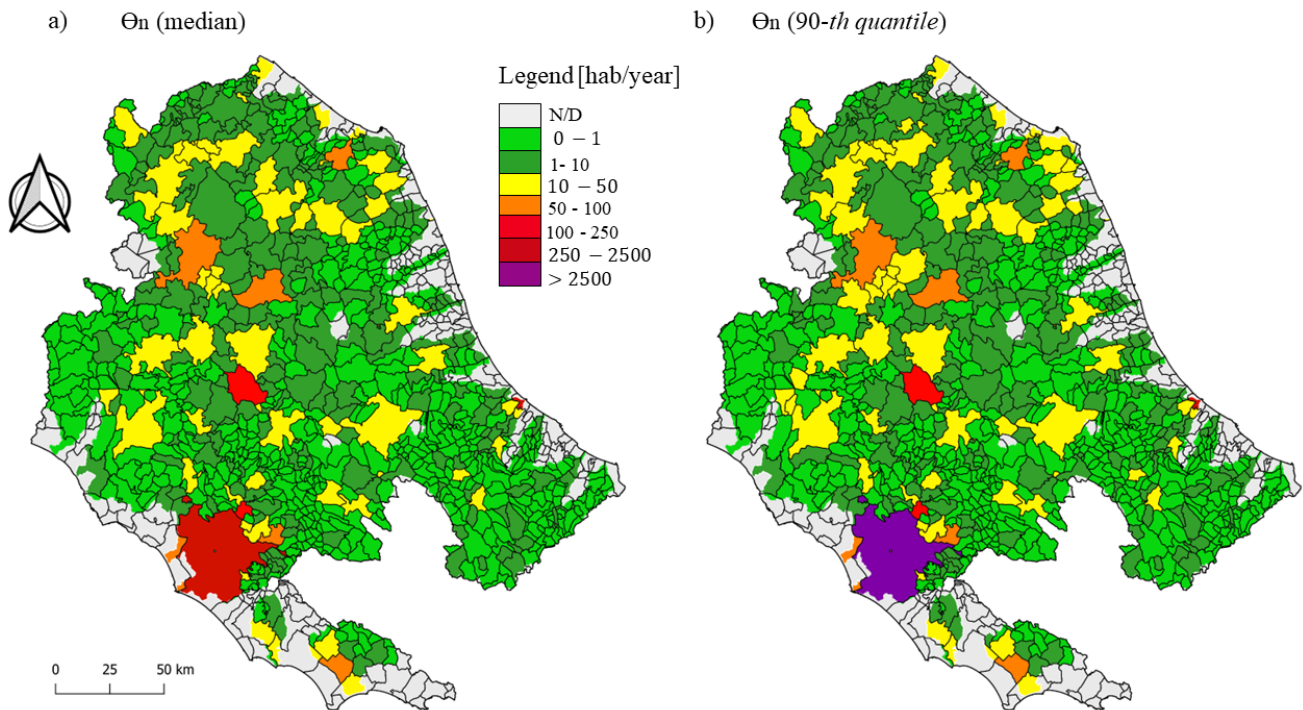 a) ϴn (median)
b) ϴn (90-th quantile)
Legend [hab/year]
N/D
0 – 1
1- 10
10 – 50
50 - 100
100 - 250
250 – 2500
> 2500
0 25 50 km